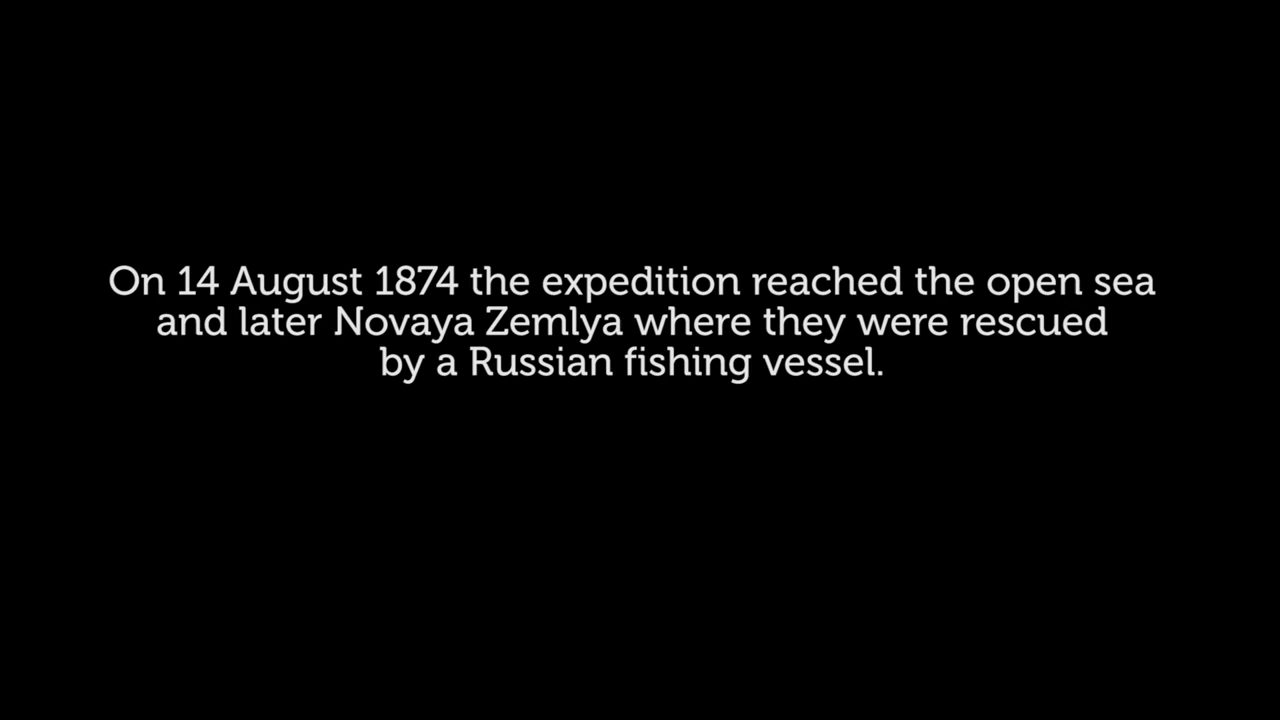 On 14 August 1874 the expedition reached the open sea
and later Novaya Zemlya where they were rescued
by a Russian fishing vessel.